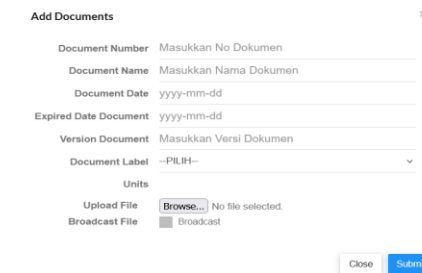 Add Documents
Document Number Masukkan No Dokumen
Document Name Masukkan Nama Dokumen
Document Date yyyy-mm-dd
Expired Date Document yyyy-mm-dd
Version Document Masukkan Versi Dokumen
Document Label --PILIH--
Units
Upload File Browse... No file selected.
Broadcast File Broadcast
Close Subm